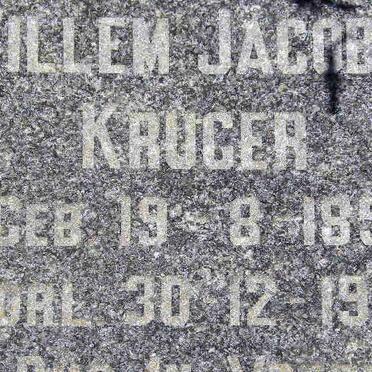 ILLEM JACOB
KRUGER
GEB. 19 - 8 - 189
ORL. 30 - 12 - 19